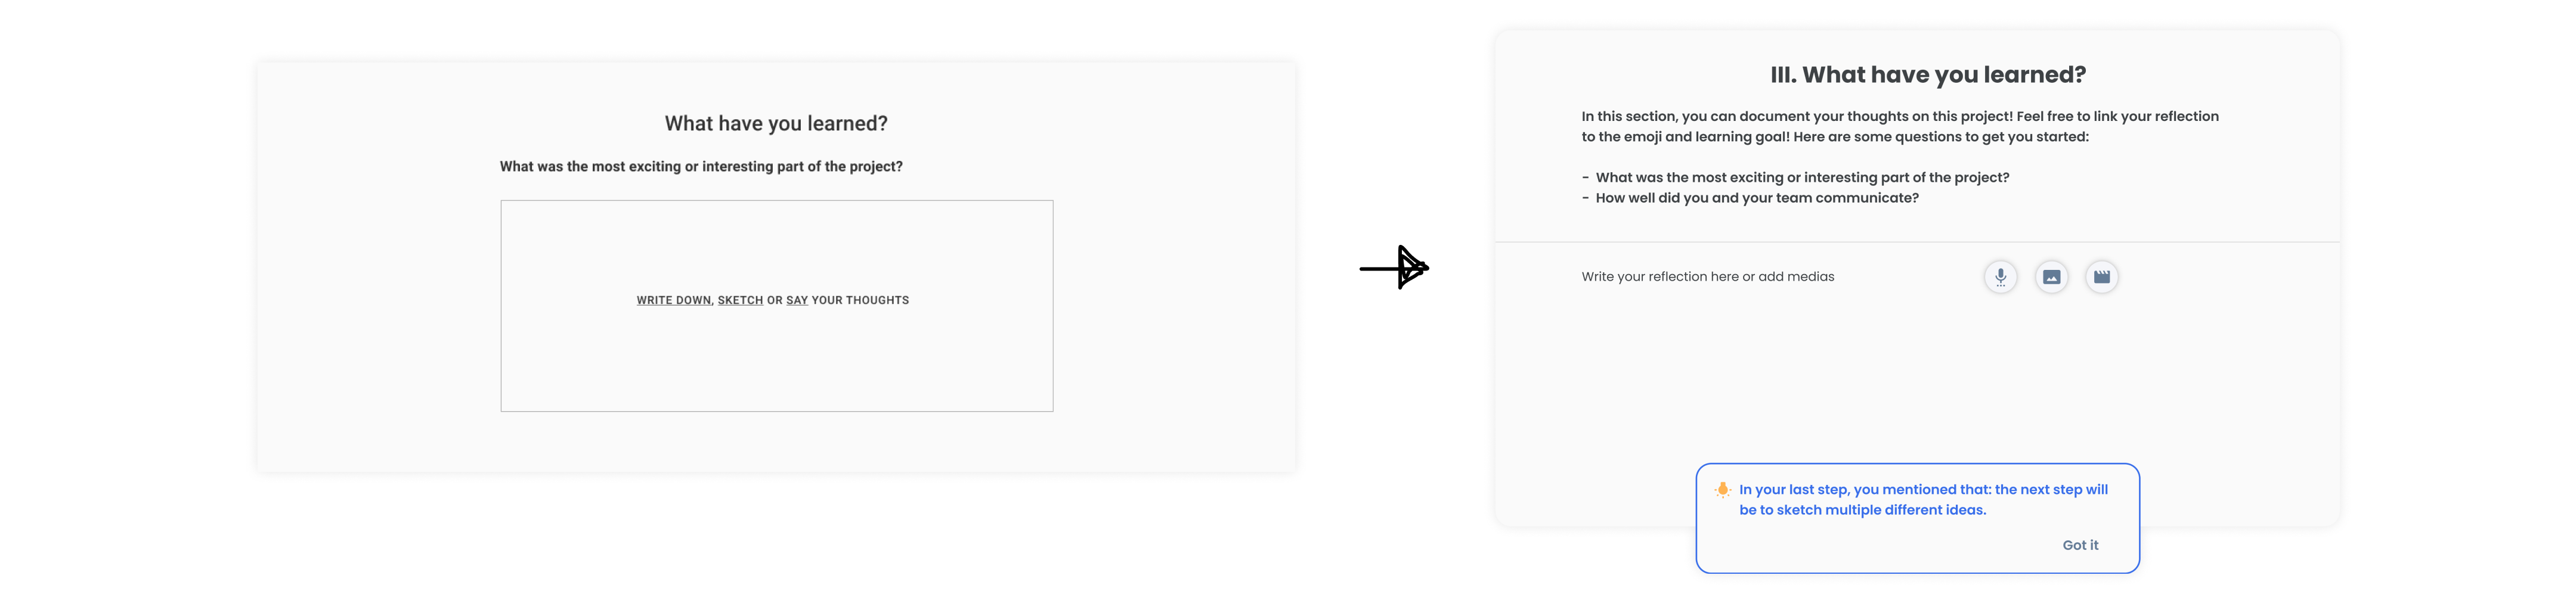 What have you learned?
What was the most exciting or interesting part of the project?
WRITE DOWN, SKETCH OR SAY YOUR THOUGHTS
III. What have you learned?
In this section, you can document your thoughts on this project! Feel free to link your reflection
to the emoji and learning goal! Here are some questions to get you started:
- What was the most exciting or interesting part of the project?
- How well did you and your team communicate?
Write your reflection here or add medias
In your last step, you mentioned that: the next step will
be to sketch multiple different ideas.
Got it